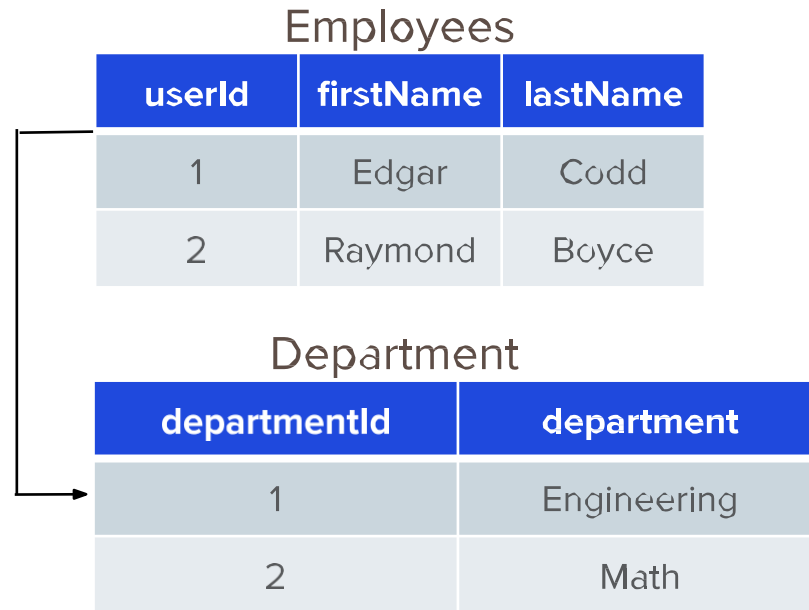 Employees
userId firstName lastName
1 Edgar Codd
2 Raymond Boyce
Department
departmentId department
1 Engineering
2 Math